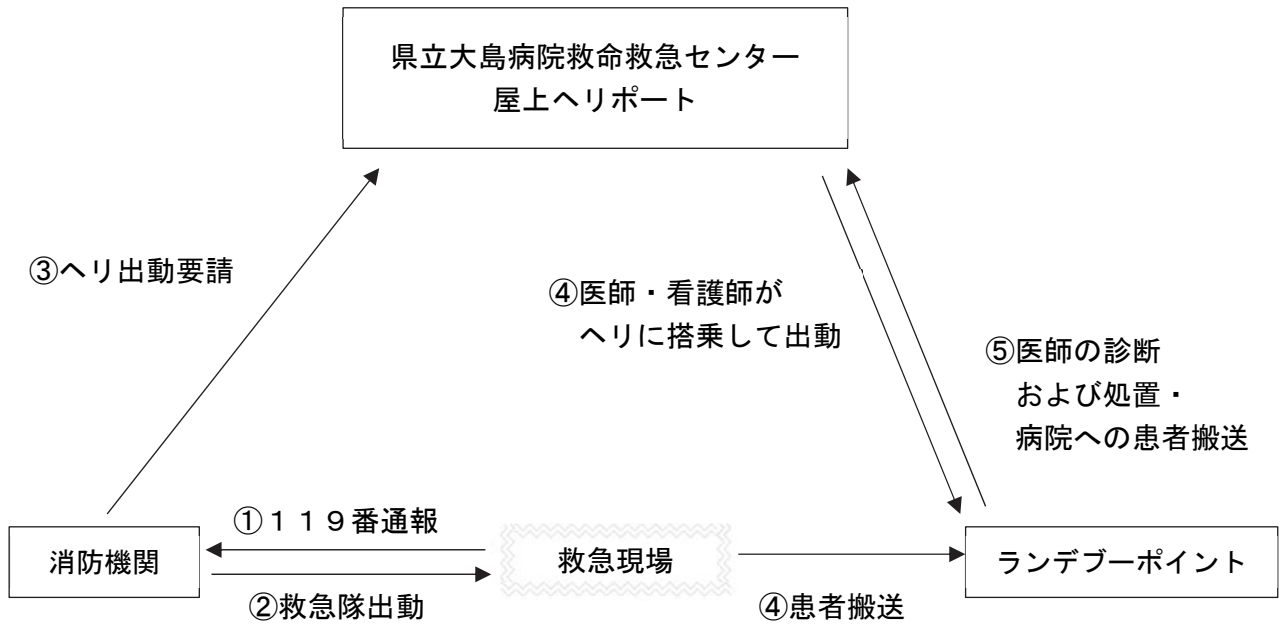 県立大島病院救命救急センター
屋上ヘリポート
③ヘリ出動要請
④医師・看護師が
ヘリに搭乗して出動
⑤医師の診断
および処置・
病院への患者搬送
①１１９番通報
消防機関
救急現場
ランデブーポイント
②救急隊出動
④患者搬送